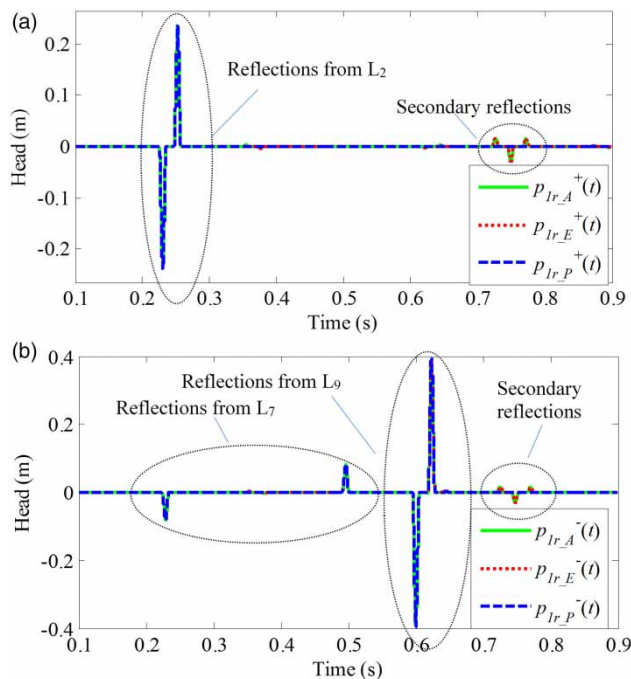 (a)
Head (m)
0.2
0.1
0
-0.1
-0.2
Reflections from L₂
Secondary reflections
p₁ᵣ_A⁺(t)
p₁ᵣ_E⁺(t)
p₁ᵣ_P⁺(t)
0.1 0.2 0.3 0.4 0.5 0.6 0.7 0.8 0.9
Time (s)
(b)
Head (m)
0.4
0.2
0
-0.2
-0.4
Reflections from L₉
Reflections from L₇
Secondary
reflections
p₁ᵣ_A⁻(t)
p₁ᵣ_E⁻(t)
p₁ᵣ_P⁻(t)
0.1 0.2 0.3 0.4 0.5 0.6 0.7 0.8 0.9
Time (s)